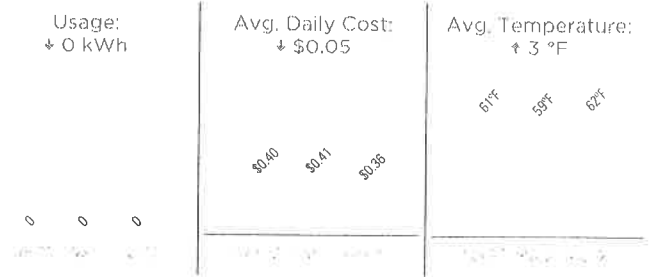 Usage:
↓ 0 kWh
0 0 0
Avg. Daily Cost:
↓ $0.05
$0.40 $0.41 $0.36
Avg. Temperature:
↑ 3 °F
61°F 59°F 62°F